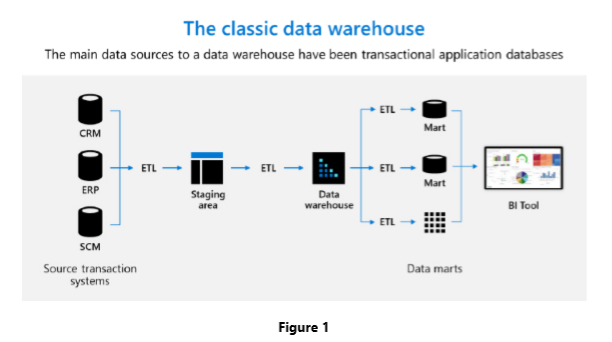 The classic data warehouse
The main data sources to a data warehouse have been transactional application databases
CRM
ERP
SCM
Source transaction
systems
ETL
Staging
area
ETL
Data
warehouse
ETL
ETL
ETL
Mart
Mart
Data marts
BI Tool
Figure 1